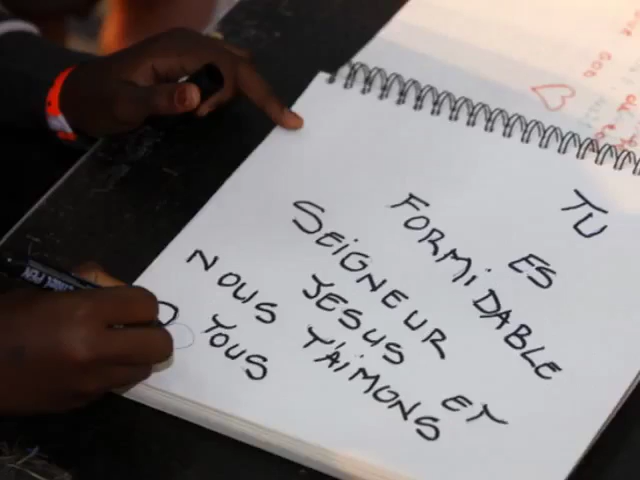 TU
ES
FORMIDABLE
SEIGNEUR
JESUS ET
NOUS T'AIMONS
TOUS